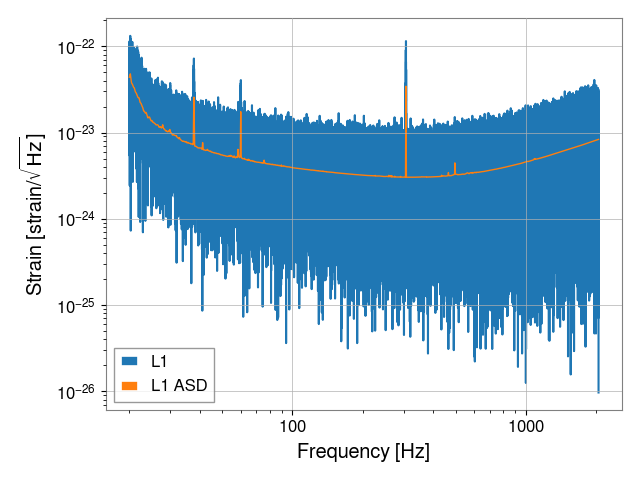 10⁻²²
10⁻²³
10⁻²⁴
10⁻²⁵
10⁻²⁶
Strain [strain/√Hz]
L1
L1 ASD
100
1000
Frequency [Hz]